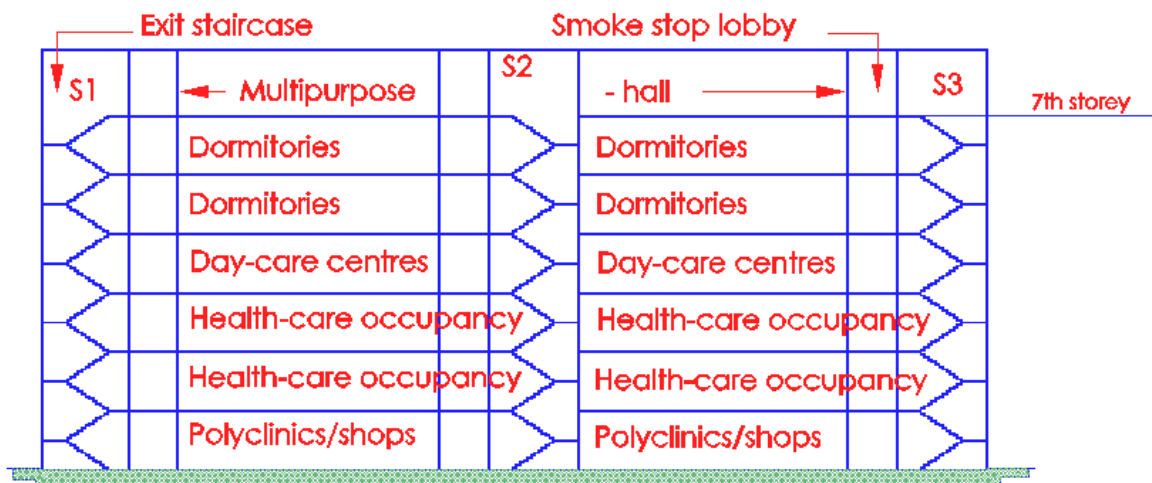 Exit staircase
Smoke stop lobby
S1
Multipurpose
S2
- hall
S3
7th storey
Dormitories
Dormitories
Dormitories
Dormitories
Day-care centres
Day-care centres
Health-care occupancy
Health-care occupancy
Health-care occupancy
Health-care occupancy
Polyclinics/shops
Polyclinics/shops